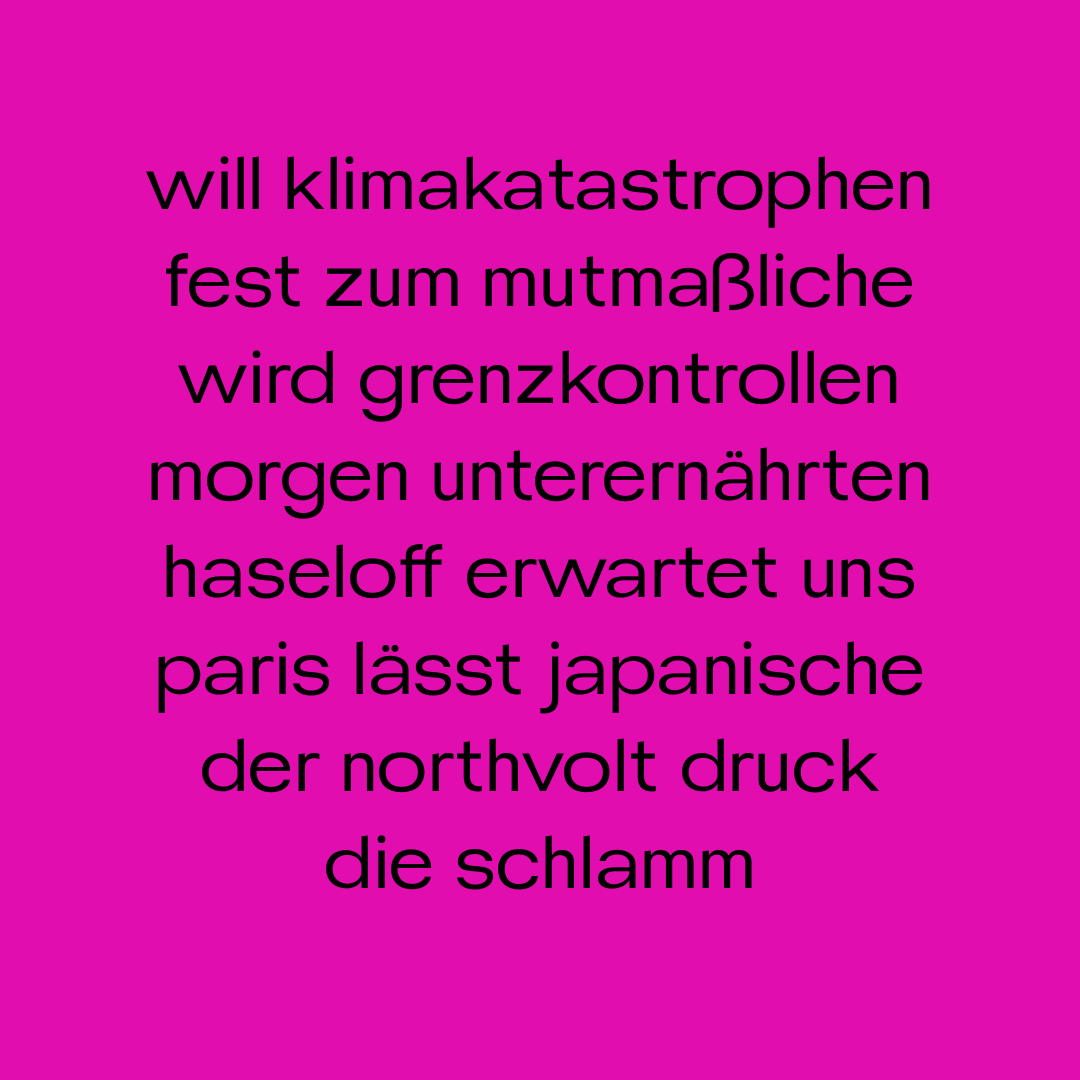 will klimakatastrophen
fest zum mutmaßliche
wird grenzkontrollen
morgen unterernährten
haseloff erwartet uns
paris lässt japanische
der northvolt druck
die schlamm